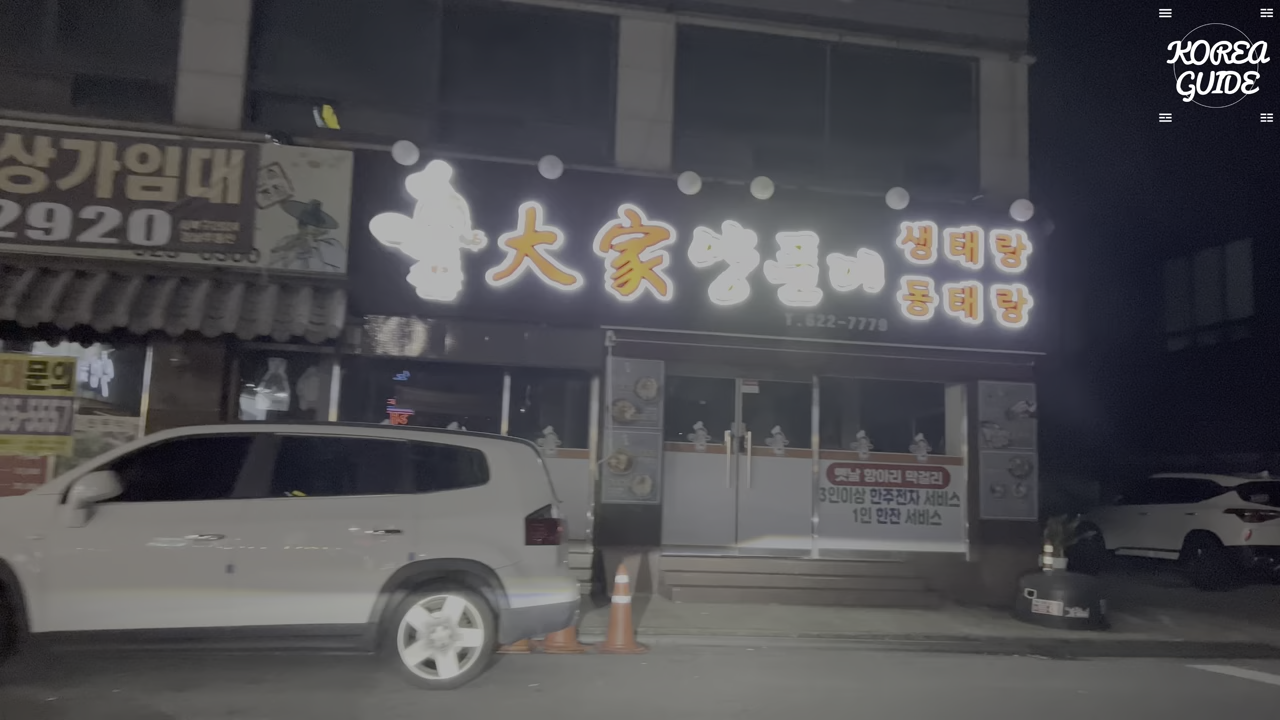 KOREA
GUIDE
상가임대
2920
大家
생태탕
동태탕
T.622-7770
문의
옛날 항아리 막걸리
3인이상 한주전자 서비스
1인 한잔 서비스